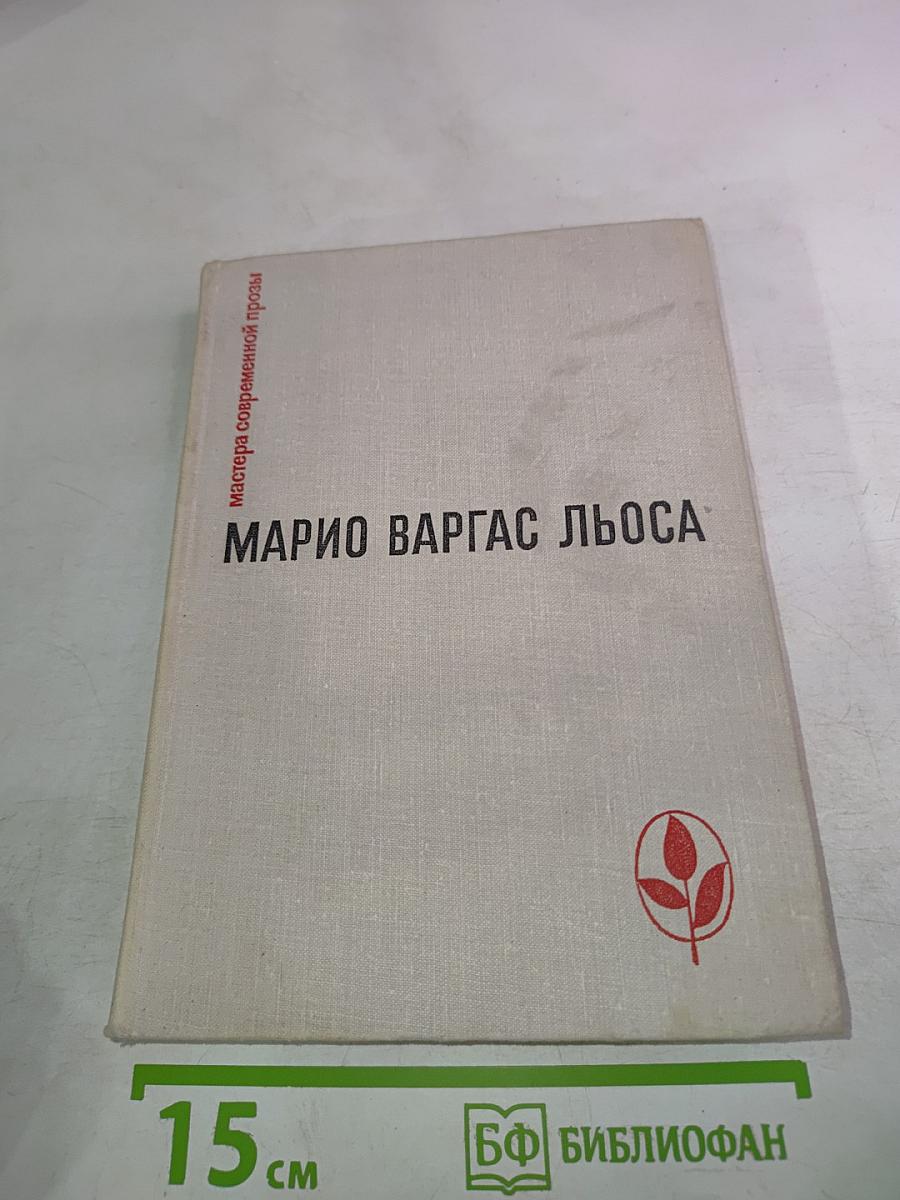 мастера современной прозы
МАРИО ВАРГАС ЛЬОСА
15 см
БФ БИБЛИОФАН